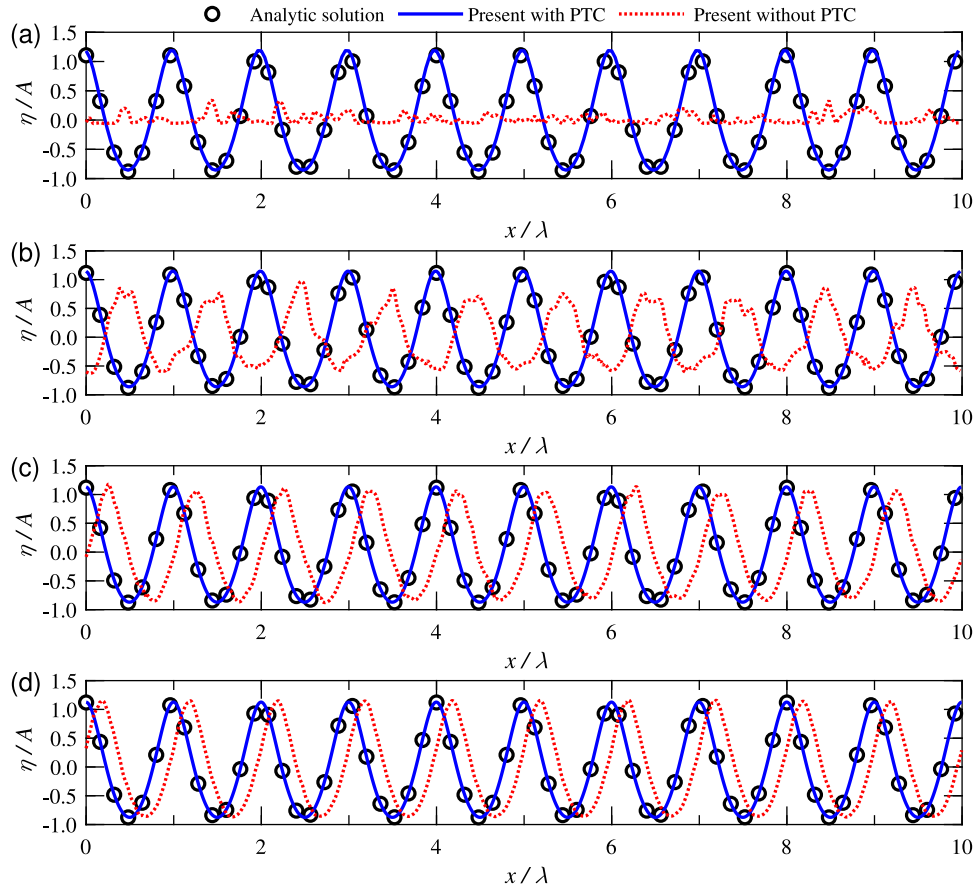 Analytic solution Present with PTC Present without PTC
(a)
1.5
1.0
0.5
0.0
-0.5
-1.0
η / A
0 2 4 6 8 10
x / λ
(b)
1.5
1.0
0.5
0.0
-0.5
-1.0
η / A
0 2 4 6 8 10
x / λ
(c)
1.5
1.0
0.5
0.0
-0.5
-1.0
η / A
0 2 4 6 8 10
x / λ
(d)
1.5
1.0
0.5
0.0
-0.5
-1.0
η / A
0 2 4 6 8 10
x / λ